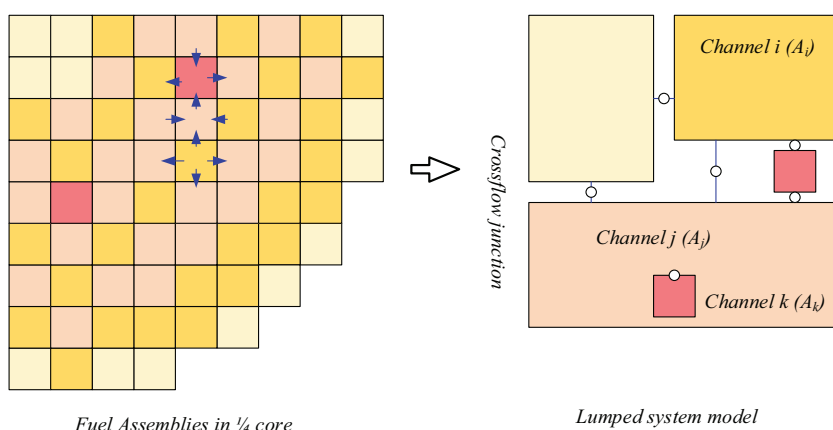 Channel i (Ai)
Crossflow junction
Channel j (Aj)
Channel k (Ak)
Fuel Assemblies in ¼ core
Lumped system model